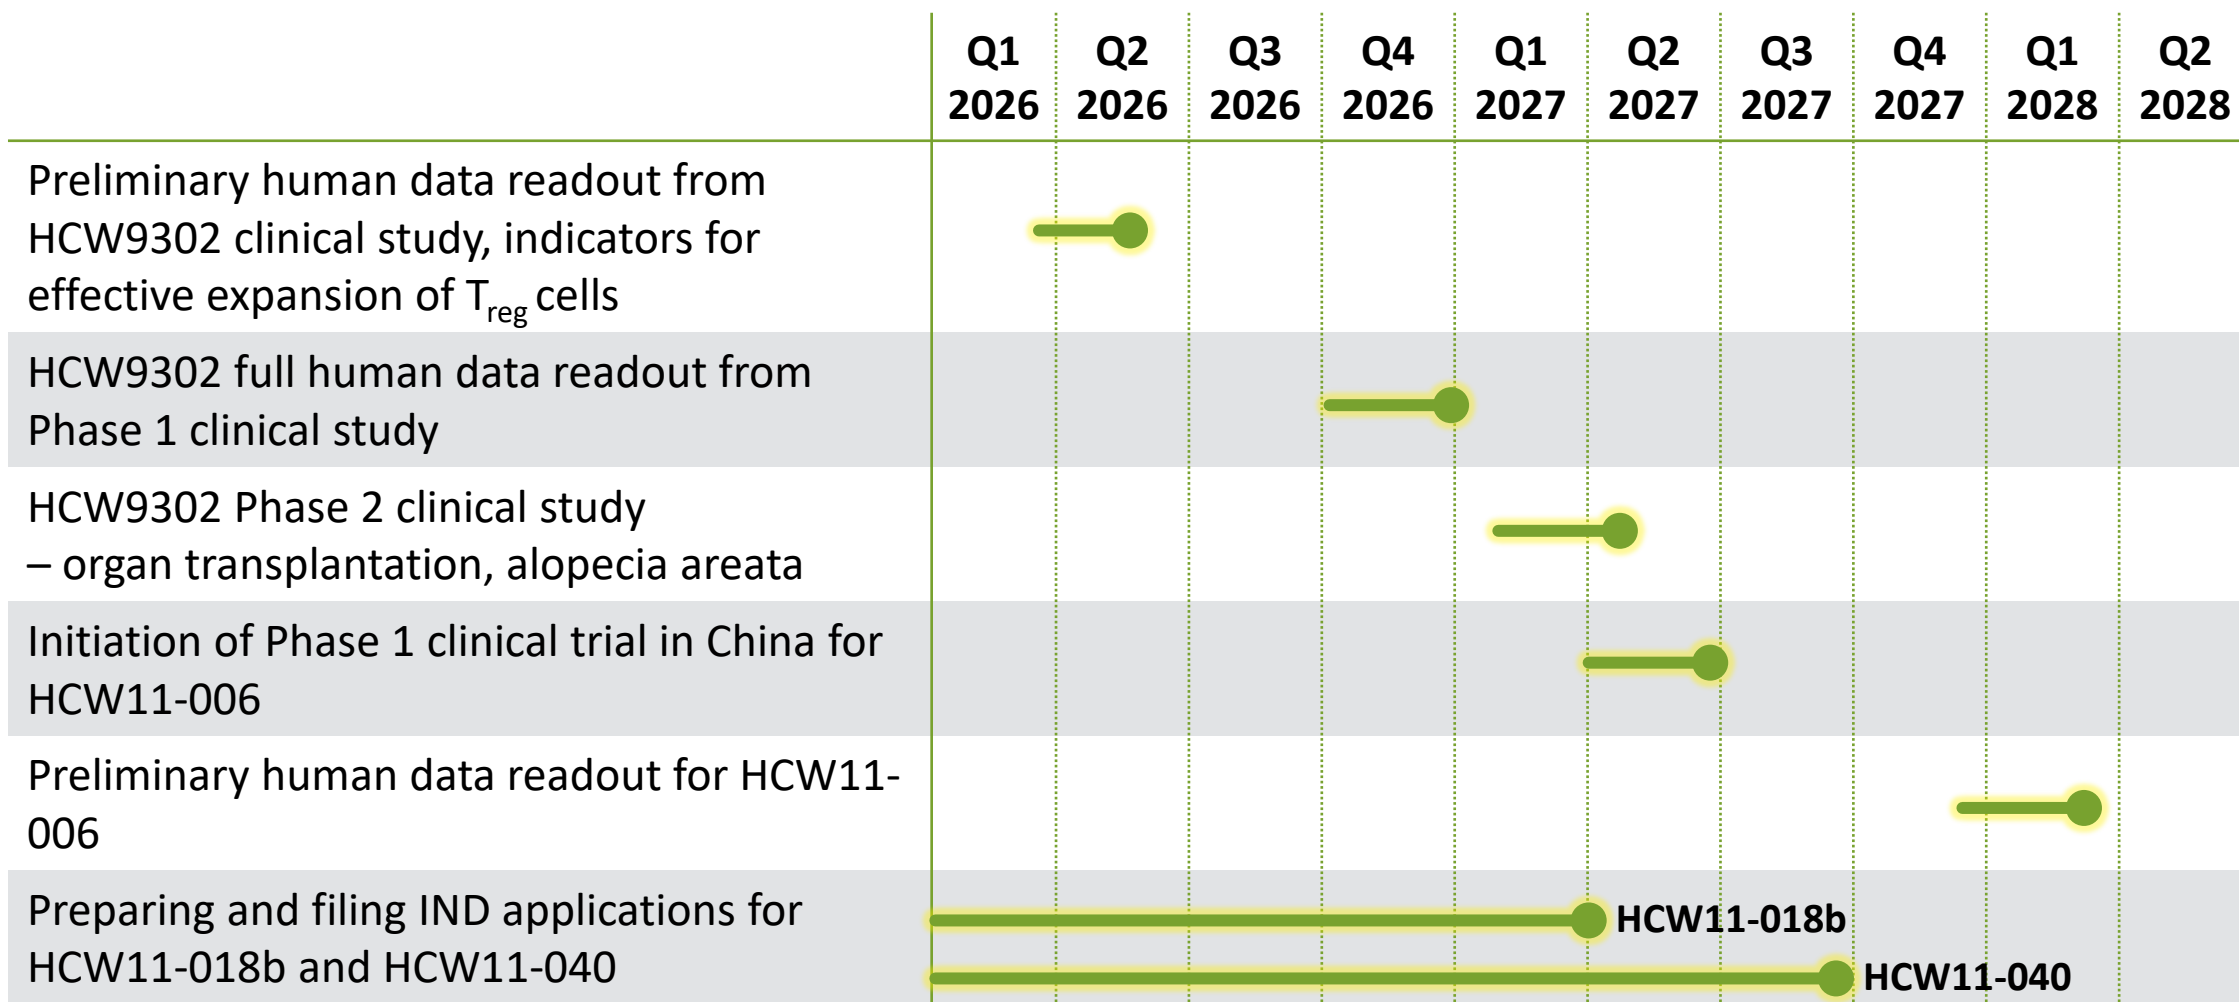 Q1 Q2 Q3 Q4 Q1 Q2 Q3 Q4 Q1 Q2
2026 2026 2026 2026 2027 2027 2027 2027 2028 2028
Preliminary human data readout from
HCW9302 clinical study, indicators for
effective expansion of Treg cells
HCW9302 full human data readout from
Phase 1 clinical study
HCW9302 Phase 2 clinical study
– organ transplantation, alopecia areata
Initiation of Phase 1 clinical trial in China for
HCW11-006
Preliminary human data readout for HCW11-
006
Preparing and filing IND applications for
HCW11-018b and HCW11-040
HCW11-018b
HCW11-040